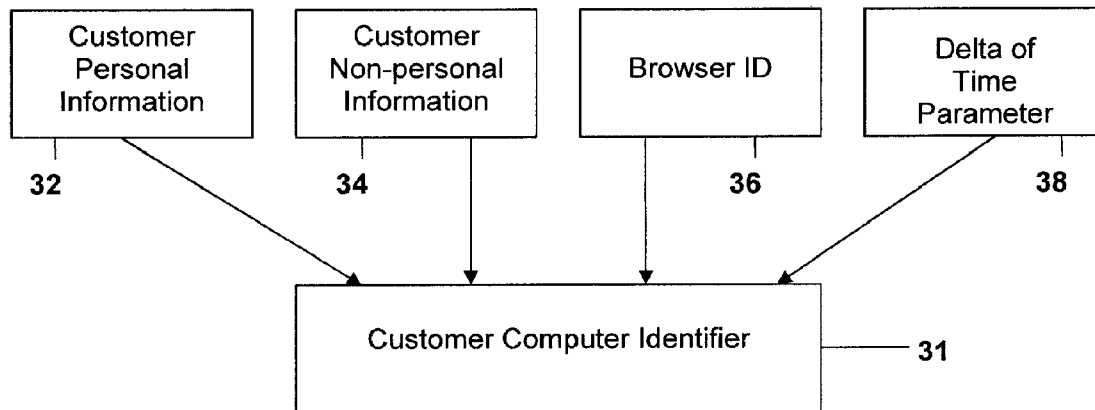 Customer
Personal
Information
Customer
Non-personal
Information
Browser ID
Delta of
Time
Parameter
32
34
36
38
Customer Computer Identifier
31